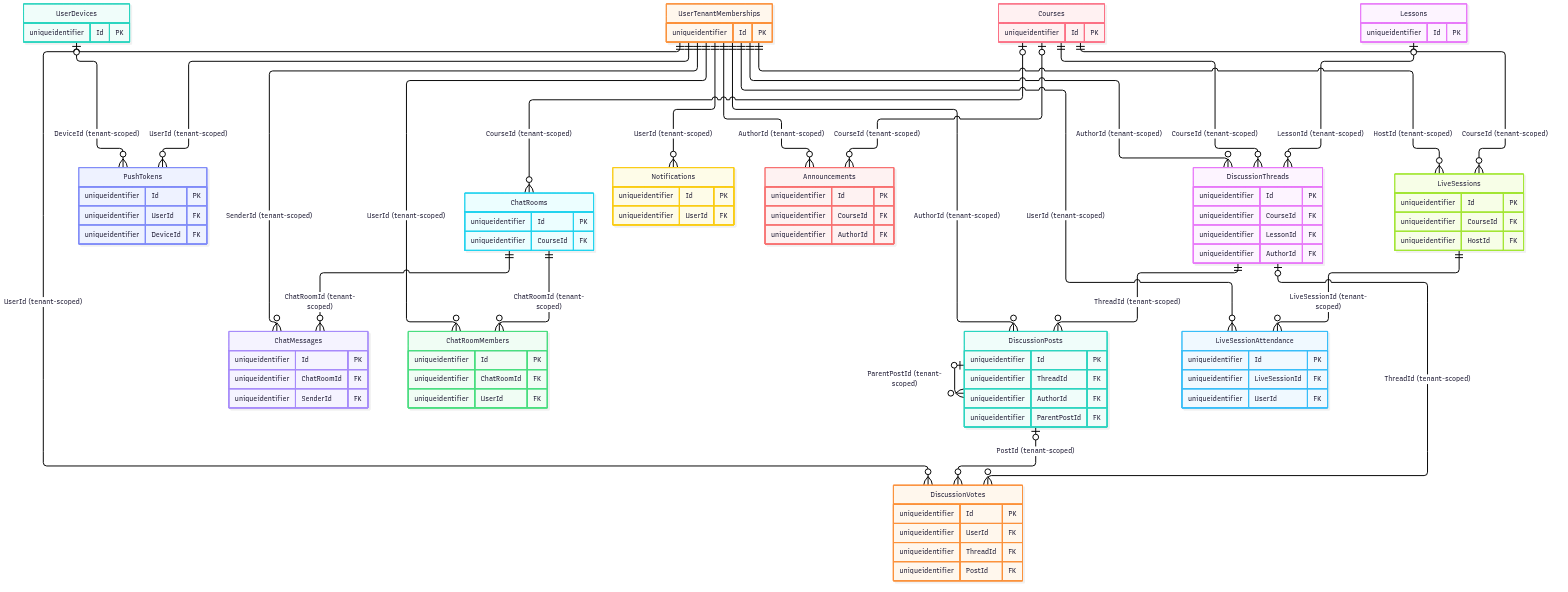 UserDevices
uniqueidentifier Id PK
UserTenantMemberships
uniqueidentifier Id PK
Courses
uniqueidentifier Id PK
Lessons
uniqueidentifier Id PK
DeviceId (tenant-scoped)
UserId (tenant-scoped)
CourseId (tenant-scoped)
UserId (tenant-scoped)
AuthorId (tenant-scoped)
CourseId (tenant-scoped)
AuthorId (tenant-scoped)
CourseId (tenant-scoped)
LessonId (tenant-scoped)
HostId (tenant-scoped)
CourseId (tenant-scoped)
PushTokens
uniqueidentifier Id PK
uniqueidentifier UserId FK
uniqueidentifier DeviceId FK
ChatRooms
uniqueidentifier Id PK
uniqueidentifier CourseId FK
Notifications
uniqueidentifier Id PK
uniqueidentifier UserId FK
Announcements
uniqueidentifier Id PK
uniqueidentifier CourseId FK
uniqueidentifier AuthorId FK
DiscussionThreads
uniqueidentifier Id PK
uniqueidentifier CourseId FK
uniqueidentifier LessonId FK
uniqueidentifier AuthorId FK
LiveSessions
uniqueidentifier Id PK
uniqueidentifier CourseId FK
uniqueidentifier HostId FK
SenderId (tenant-scoped)
UserId (tenant-scoped)
AuthorId (tenant-scoped)
UserId (tenant-scoped)
UserId (tenant-scoped)
ChatRoomId (tenant-
scoped)
ChatRoomId (tenant-
scoped)
ThreadId (tenant-scoped)
LiveSessionId (tenant-
scoped)
ChatMessages
uniqueidentifier Id PK
uniqueidentifier ChatRoomId FK
uniqueidentifier SenderId FK
ChatRoomMembers
uniqueidentifier Id PK
uniqueidentifier ChatRoomId FK
uniqueidentifier UserId FK
ParentPostId (tenant-
scoped)
DiscussionPosts
uniqueidentifier Id PK
uniqueidentifier ThreadId FK
uniqueidentifier AuthorId FK
uniqueidentifier ParentPostId FK
LiveSessionAttendance
uniqueidentifier Id PK
uniqueidentifier LiveSessionId FK
uniqueidentifier UserId FK
ThreadId (tenant-scoped)
PostId (tenant-scoped)
DiscussionVotes
uniqueidentifier Id PK
uniqueidentifier UserId FK
uniqueidentifier ThreadId FK
uniqueidentifier PostId FK